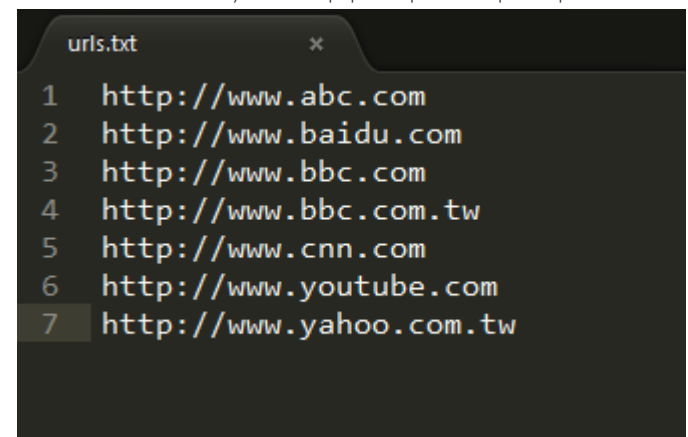 urls.txt ×
1 http://www.abc.com
2 http://www.baidu.com
3 http://www.bbc.com
4 http://www.bbc.com.tw
5 http://www.cnn.com
6 http://www.youtube.com
7 http://www.yahoo.com.tw